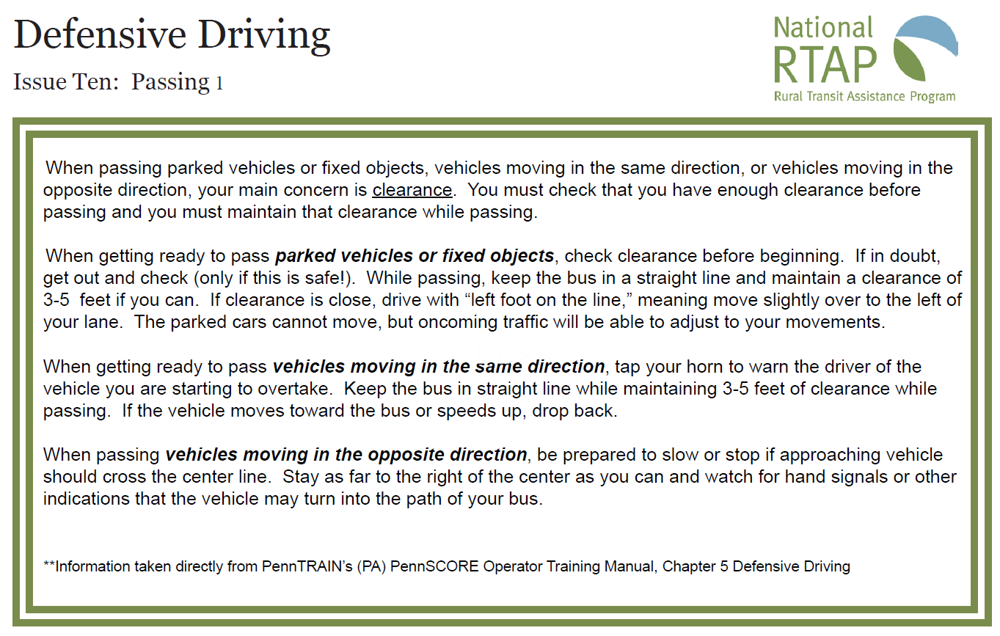 Defensive Driving
Issue Ten:  Passing 1
National
RTAP
Rural Transit Assistance Program
When passing parked vehicles or fixed objects, vehicles moving in the same direction, or vehicles moving in the
opposite direction, your main concern is clearance.  You must check that you have enough clearance before
passing and you must maintain that clearance while passing.
When getting ready to pass parked vehicles or fixed objects, check clearance before beginning.  If in doubt,
get out and check (only if this is safe!).  While passing, keep the bus in a straight line and maintain a clearance of
3-5  feet if you can.  If clearance is close, drive with “left foot on the line,” meaning move slightly over to the left of
your lane.  The parked cars cannot move, but oncoming traffic will be able to adjust to your movements.
When getting ready to pass vehicles moving in the same direction, tap your horn to warn the driver of the
vehicle you are starting to overtake.  Keep the bus in straight line while maintaining 3-5 feet of clearance while
passing.  If the vehicle moves toward the bus or speeds up, drop back.
When passing vehicles moving in the opposite direction, be prepared to slow or stop if approaching vehicle
should cross the center line.  Stay as far to the right of the center as you can and watch for hand signals or other
indications that the vehicle may turn into the path of your bus.
**Information taken directly from PennTRAIN’s (PA) PennSCORE Operator Training Manual, Chapter 5 Defensive Driving